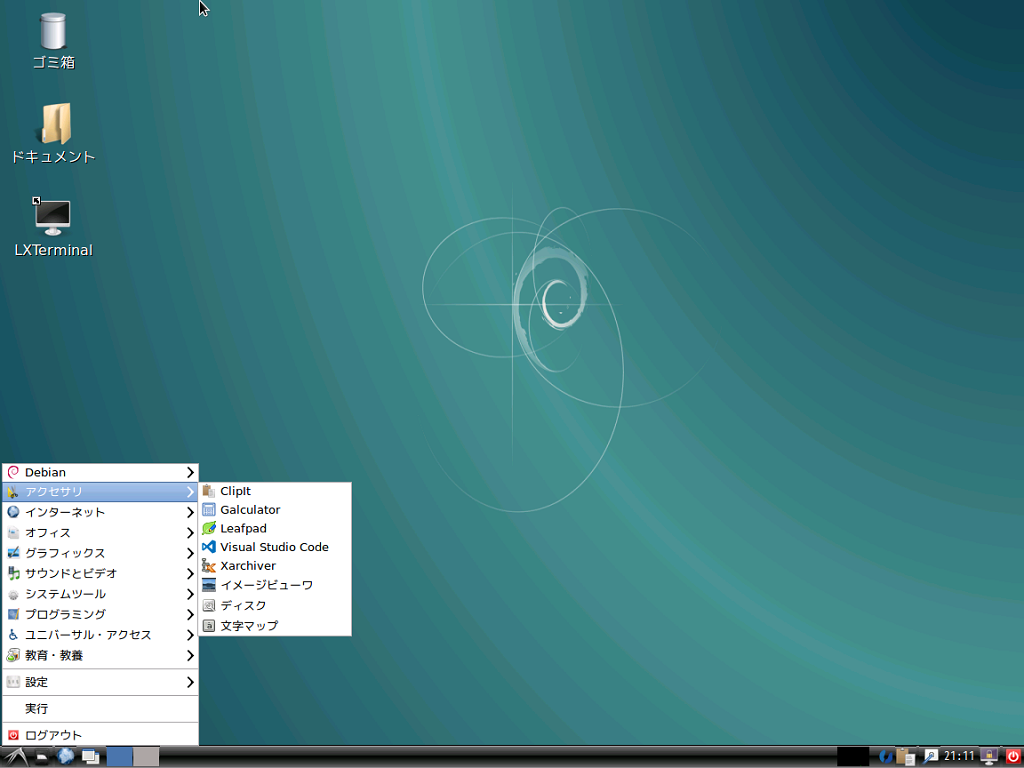 ゴミ箱
ドキュメント
LXTerminal
Debian
アクセサリ
インターネット
オフィス
グラフィックス
サウンドとビデオ
システムツール
プログラミング
ユニバーサル・アクセス
教育・教養
設定
実行
ログアウト
ClipIt
Galculator
Leafpad
Visual Studio Code
Xarchiver
イメージビューワ
ディスク
文字マップ
21:11